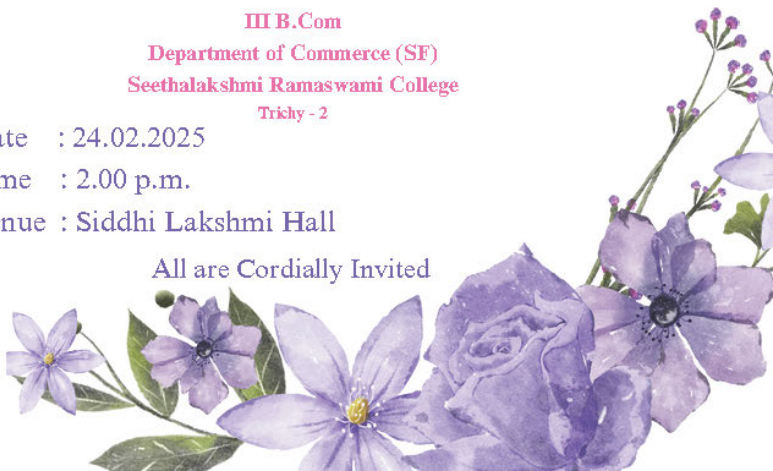 III B.Com
Department of Commerce (SF)
Seethalakshmi Ramaswami College
Trichy - 2
ate : 24.02.2025
me : 2.00 p.m.
nue : Siddhi Lakshmi Hall
All are Cordially Invited